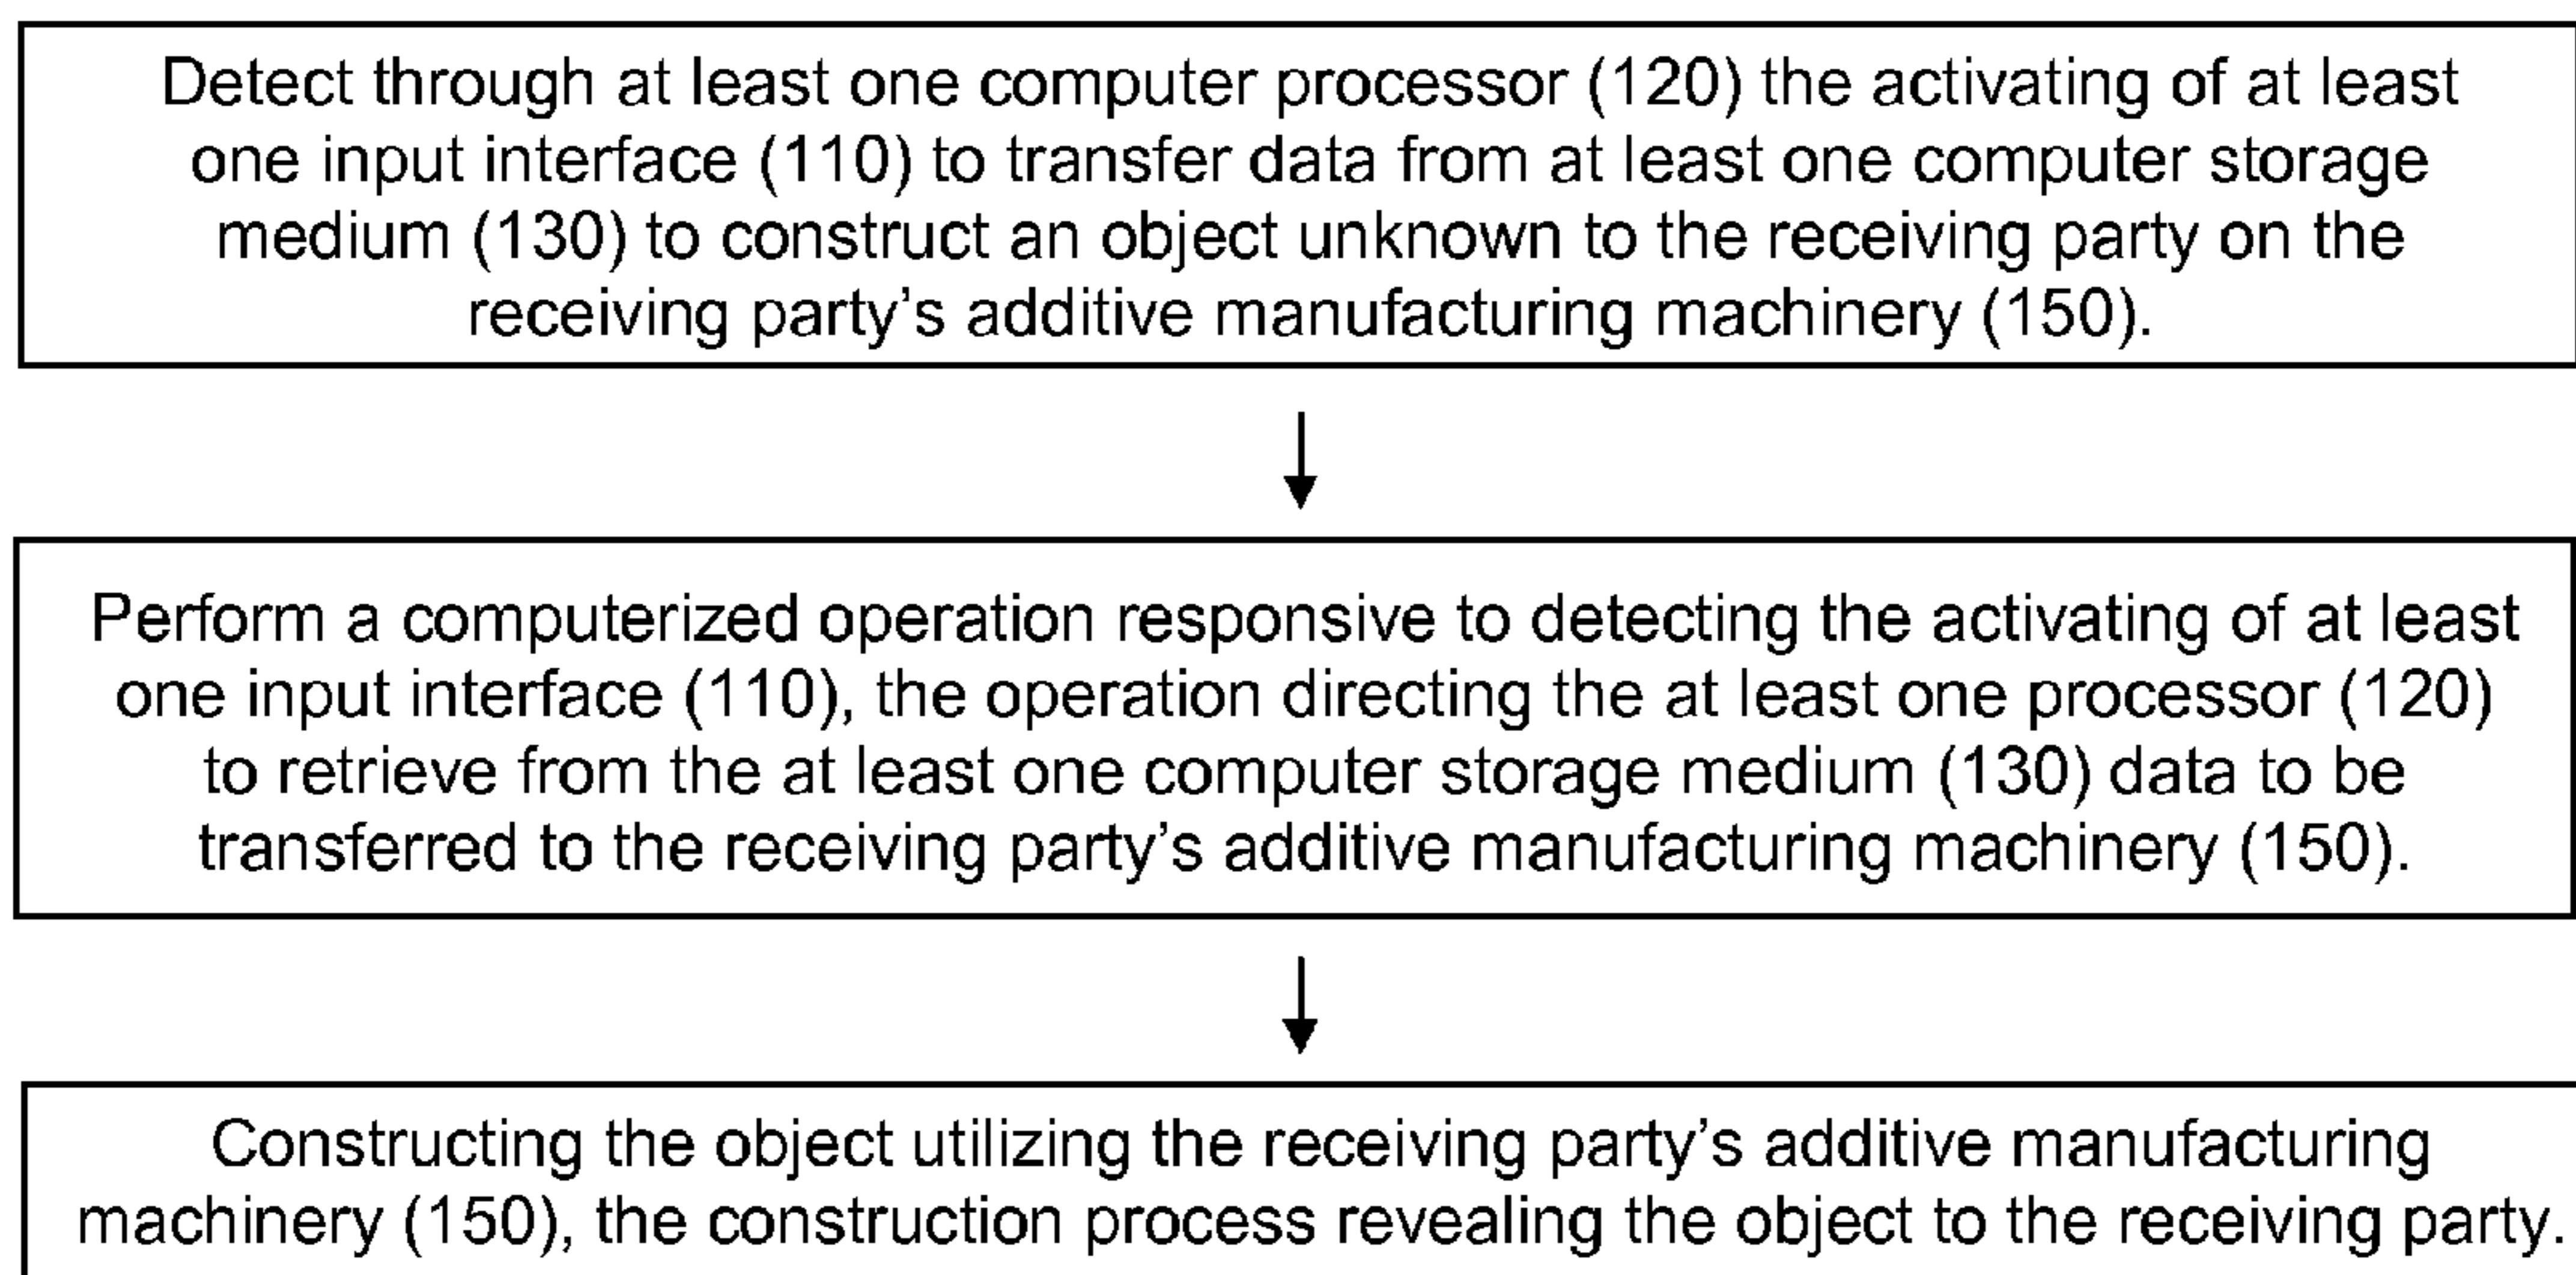 Detect through at least one computer processor (120) the activating of at least
one input interface (110) to transfer data from at least one computer storage
medium (130) to construct an object unknown to the receiving party on the
receiving party’s additive manufacturing machinery (150).
Perform a computerized operation responsive to detecting the activating of at least
one input interface (110), the operation directing the at least one processor (120)
to retrieve from the at least one computer storage medium (130) data to be
transferred to the receiving party’s additive manufacturing machinery (150).
Constructing the object utilizing the receiving party’s additive manufacturing
machinery (150), the construction process revealing the object to the receiving party.